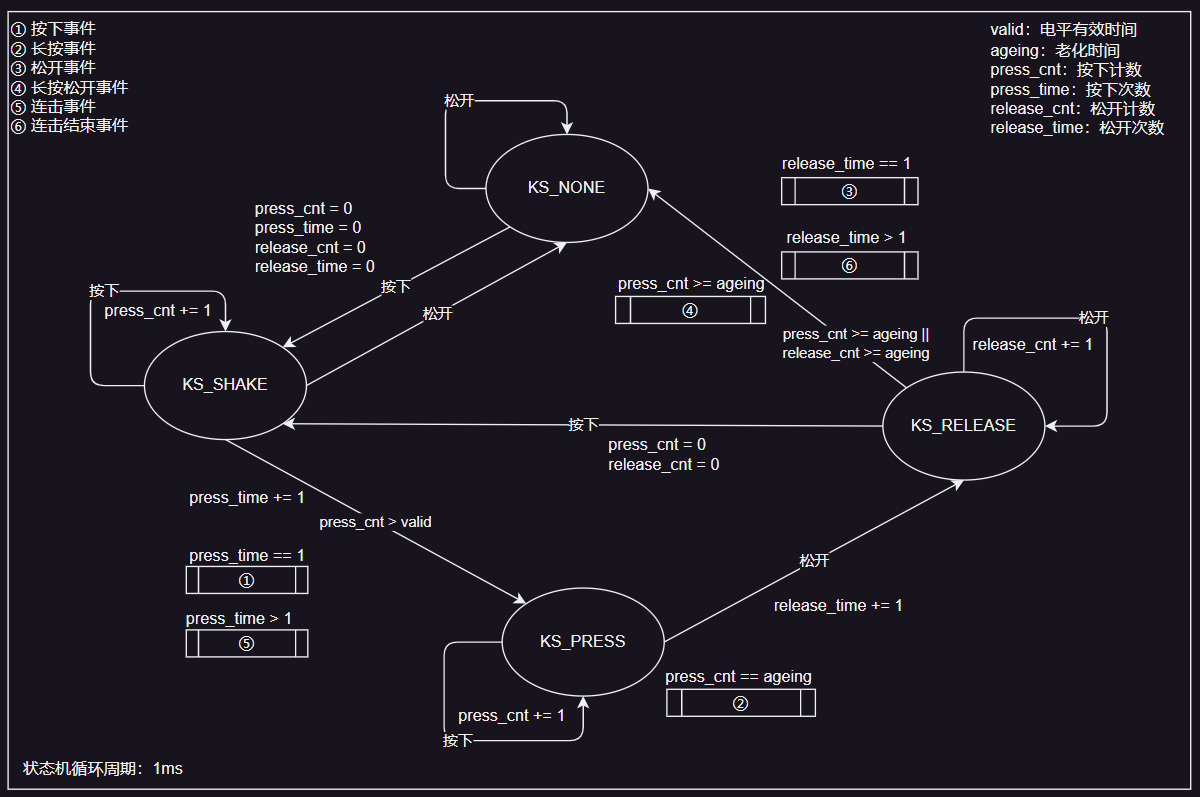 ① 按下事件
② 长按事件
③ 松开事件
④ 长按松开事件
⑤ 连击事件
⑥ 连击结束事件
valid：电平有效时间
ageing：老化时间
press_cnt：按下计数
press_time：按下次数
release_cnt：松开计数
release_time：松开次数
松开
KS_NONE
release_time == 1
③
release_time > 1
⑥
press_cnt = 0
press_time = 0
release_cnt = 0
release_time = 0
按下
松开
press_cnt >= ageing
④
press_cnt >= ageing ||
release_cnt >= ageing
按下
press_cnt += 1
KS_SHAKE
松开
release_cnt += 1
KS_RELEASE
按下
press_cnt = 0
release_cnt = 0
press_time += 1
press_cnt > valid
press_time == 1
①
press_time > 1
⑤
松开
release_time += 1
KS_PRESS
press_cnt == ageing
②
press_cnt += 1
按下
状态机循环周期：1ms